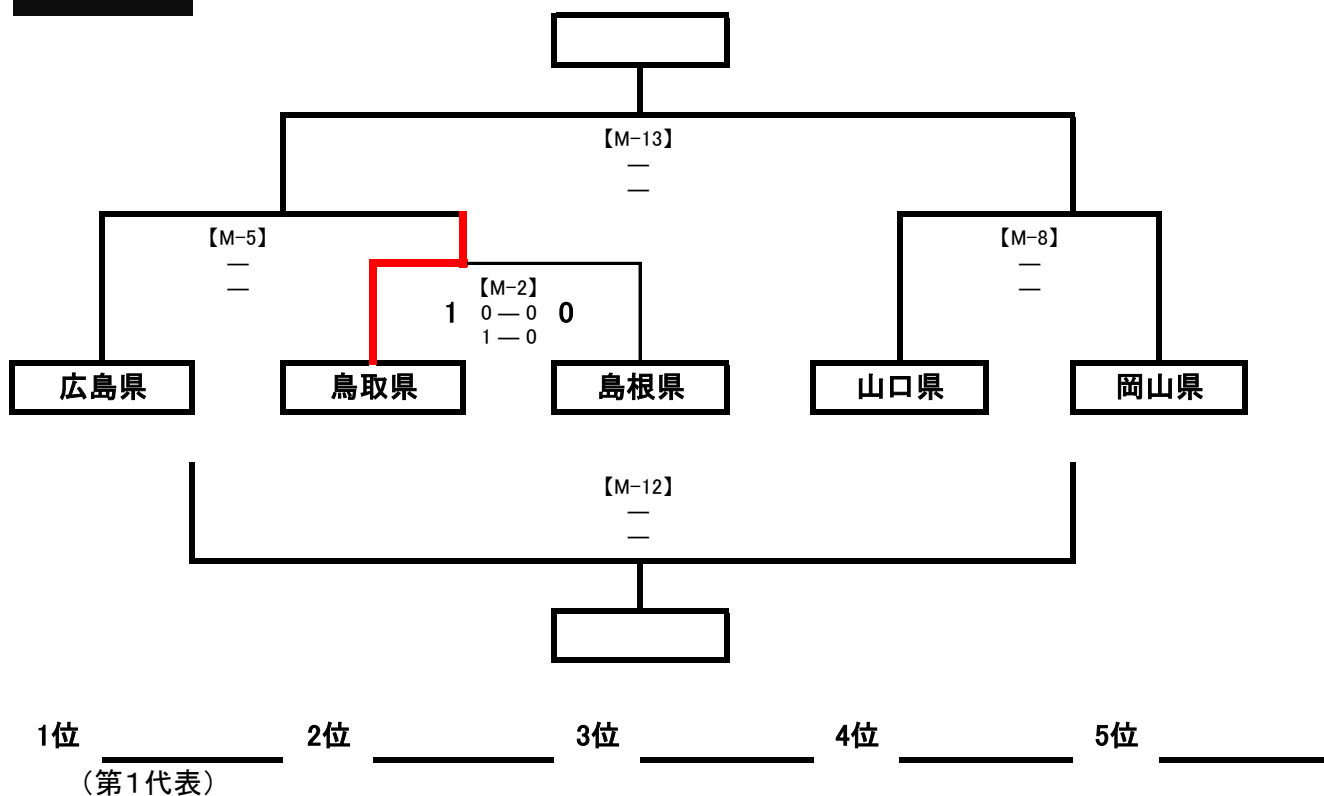 【M-13】
—
—
【M-5】
—
—
【M-8】
—
—
【M-2】
1 0 — 0 0
1 — 0
広島県 鳥取県 島根県 山口県 岡山県
【M-12】
—
—
1位 2位 3位 4位 5位
（第１代表）